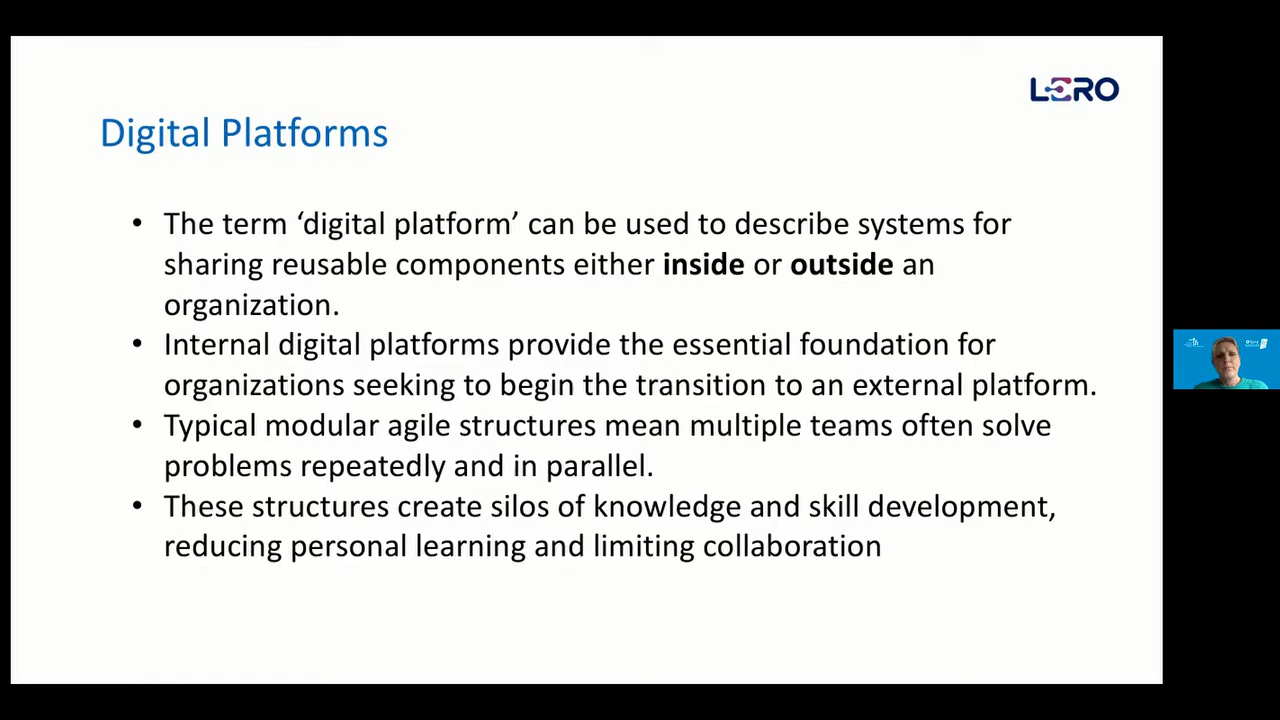 LERO
Digital Platforms
• The term ‘digital platform’ can be used to describe systems for
sharing reusable components either inside or outside an
organization.
• Internal digital platforms provide the essential foundation for
organizations seeking to begin the transition to an external platform.
• Typical modular agile structures mean multiple teams often solve
problems repeatedly and in parallel.
• These structures create silos of knowledge and skill development,
reducing personal learning and limiting collaboration